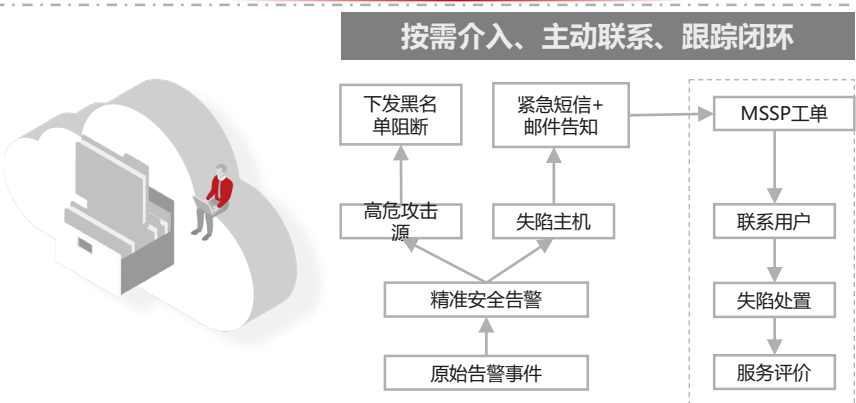 按需介入、主动联系、跟踪闭环
下发黑名
单阻断
紧急短信+
邮件告知
MSSP工单
高危攻击
源
失陷主机
联系用户
精准安全告警
失陷处置
原始告警事件
服务评价